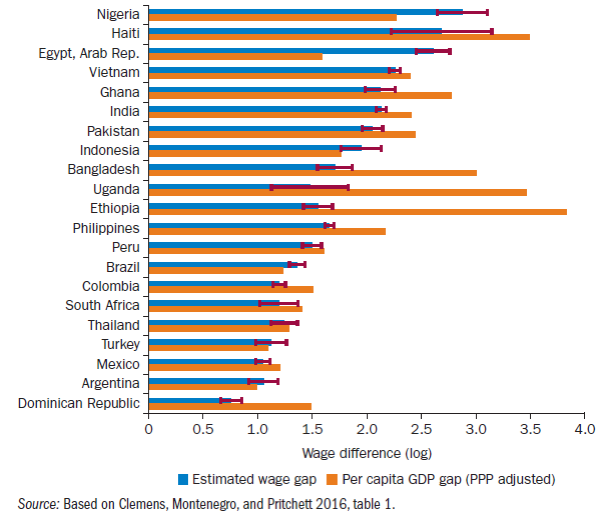 Nigeria
Haiti
Egypt, Arab Rep.
Vietnam
Ghana
India
Pakistan
Indonesia
Bangladesh
Uganda
Ethiopia
Philippines
Peru
Brazil
Colombia
South Africa
Thailand
Turkey
Mexico
Argentina
Dominican Republic
0 0.5 1.0 1.5 2.0 2.5 3.0 3.5 4.0
Wage difference (log)
Estimated wage gap Per capita GDP gap (PPP adjusted)
Source: Based on Clemens, Montenegro, and Pritchett 2016, table 1.